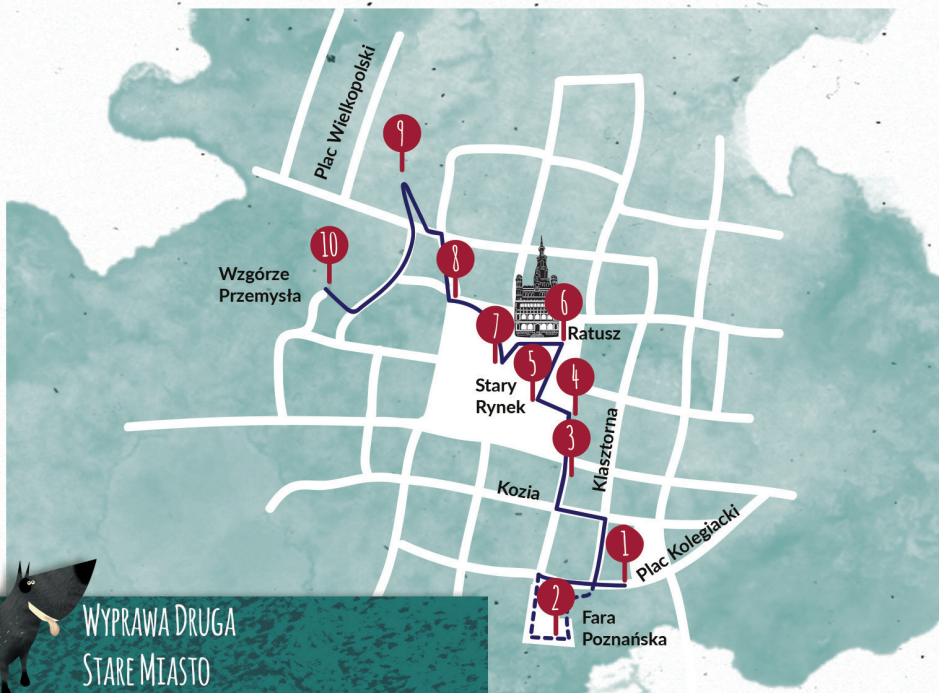 Plac Wielkopolski
9
10
Wzgórze
Przemysła
8
6
7
Ratusz
5
4
Stary
Rynek
3
Klasztorna
Kozia
1
Plac Kolegiacki
2
Fara
Poznańska
WYPRAWA DRUGA
STARE MIASTO